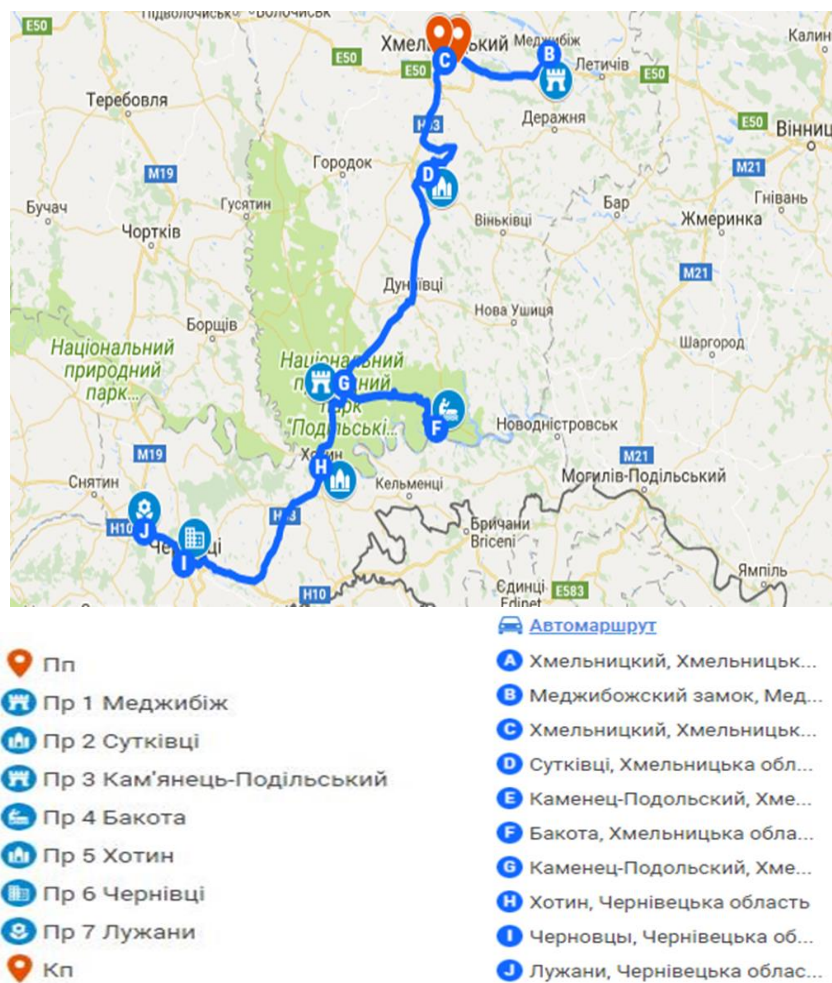 Підволочиськ
Волочиськ
E50
Хмельницький
Меджибіж
B
Калин
E50
C
E50
Летичів
E50
Теребовля
H03
Деражня
E50
Вінниц
M19
Городок
D
M21
Бучач
Гусятин
Бар
Гнівань
Чортків
Віньківці
Жмеринка
M21
Дунаївці
Борщів
Нова Ушиця
Національний
природний
парк...
Шаргород
Національний
природний
парк
"Подільські...
G
F
Новодністровськ
M19
Хотин
H
M21
Снятин
Кельменці
Могилів-Подільський
H10
J
H03
Бричани
Briceni
Чернівці
I
Ямпіль
H10
Єдинці
E583
Edineț
Автомаршрут
Пп
Пр 1 Меджибіж
Пр 2 Сутківці
Пр 3 Кам'янець-Подільський
Пр 4 Бакота
Пр 5 Хотин
Пр 6 Чернівці
Пр 7 Лужани
Кп
A Хмельницкий, Хмельницьк...
B Меджибожский замок, Мед...
C Хмельницкий, Хмельницьк...
D Сутківці, Хмельницька обл...
E Каменец-Подольский, Хме...
F Бакота, Хмельницька обла...
G Каменец-Подольский, Хме...
H Хотин, Чернівецька область
I Черновцы, Чернівецька об...
J Лужани, Чернівецька облас...